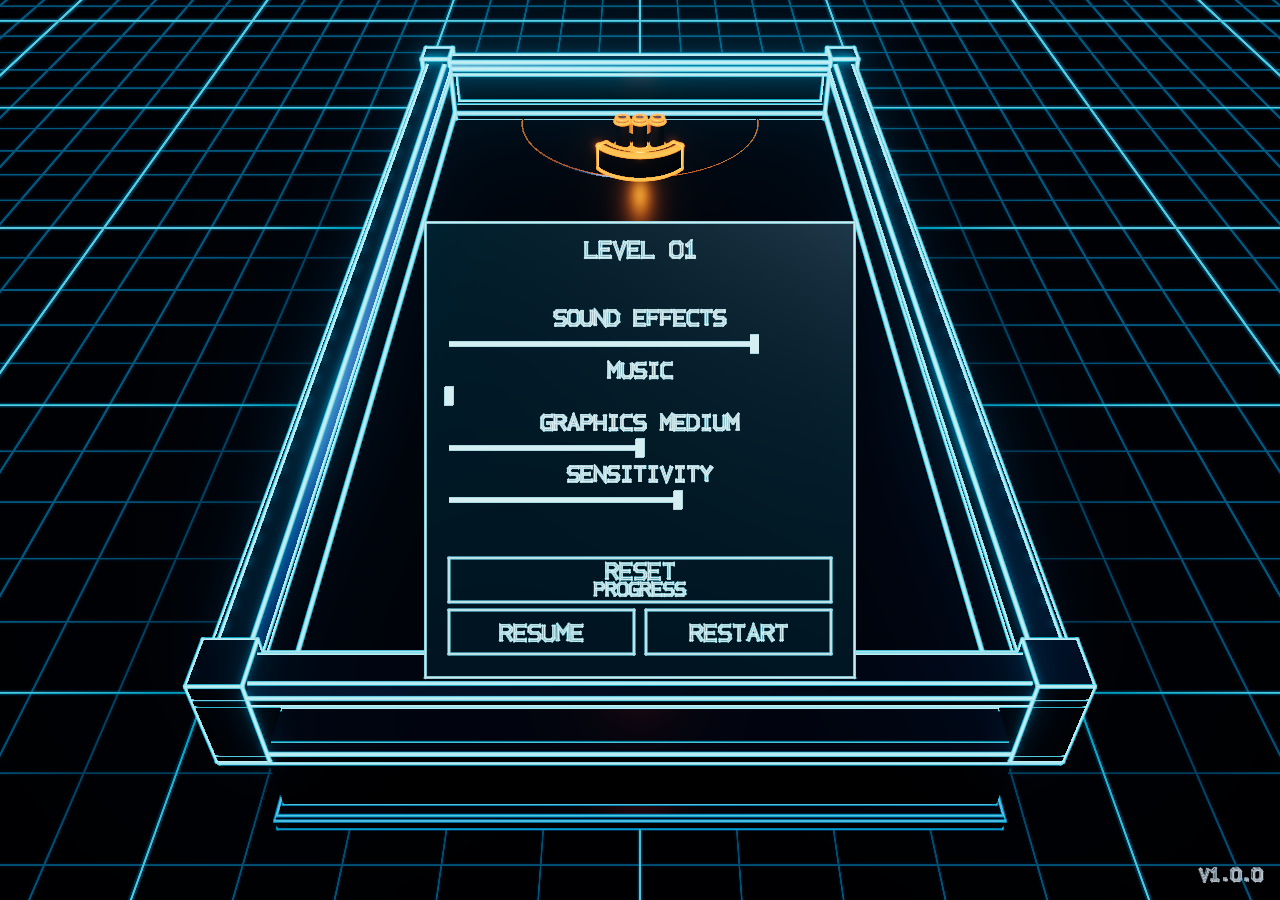 LEVEL 01
SOUND EFFECTS
MUSIC
GRAPHICS MEDIUM
SENSITIVITY
RESET
PROGRESS
RESUME
RESTART
V1.0.0